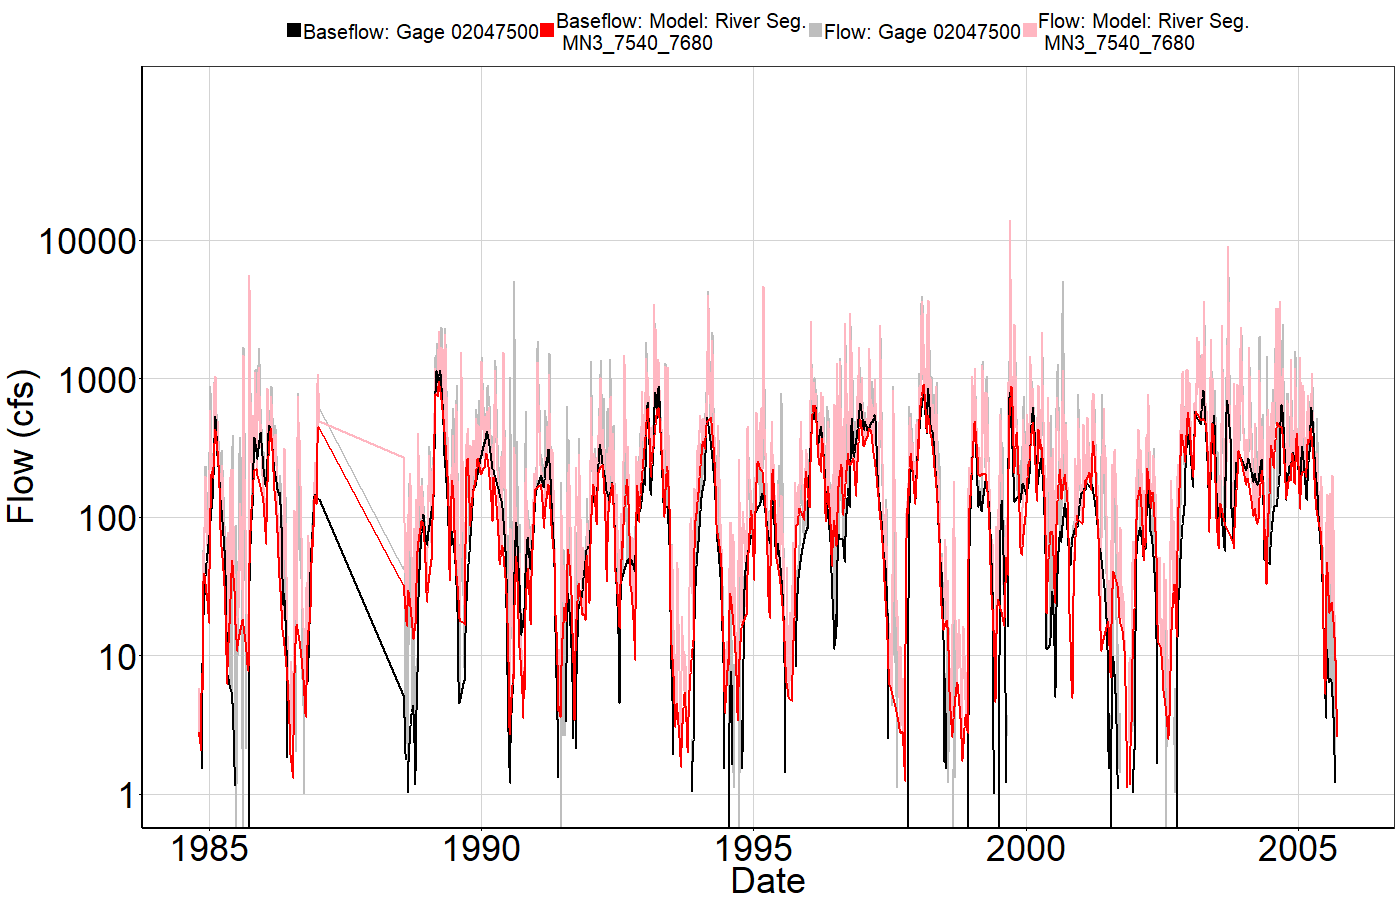 Baseflow: Gage 02047500
Baseflow: Model: River Seg.
MN3_7540_7680
Flow: Gage 02047500
Flow: Model: River Seg.
MN3_7540_7680
Flow (cfs)
10000
1000
100
10
1
1985 1990 1995 2000 2005
Date